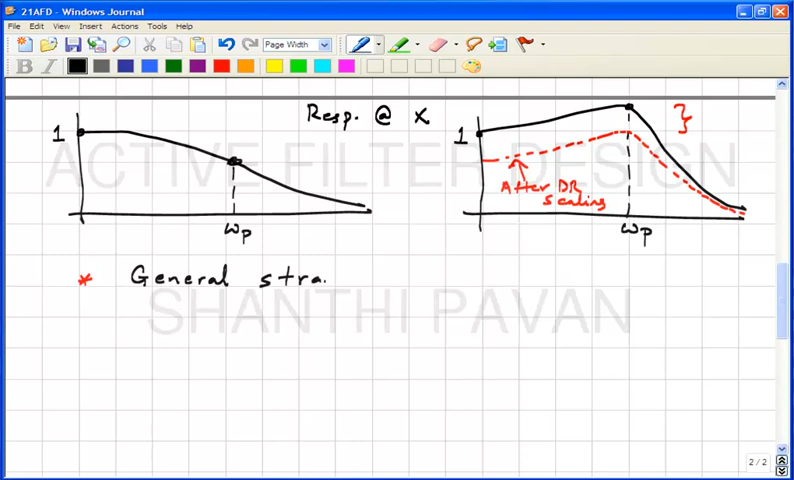 21AFD - Windows Journal
File Edit View Insert Actions Tools Help
Page Width
B I
Resp. @ X
1
1
ACTIVE FILTER DESIGN
After DR
scaling
ωp
ωp
* General stra.
SHANTHI PAVAN
2 / 2